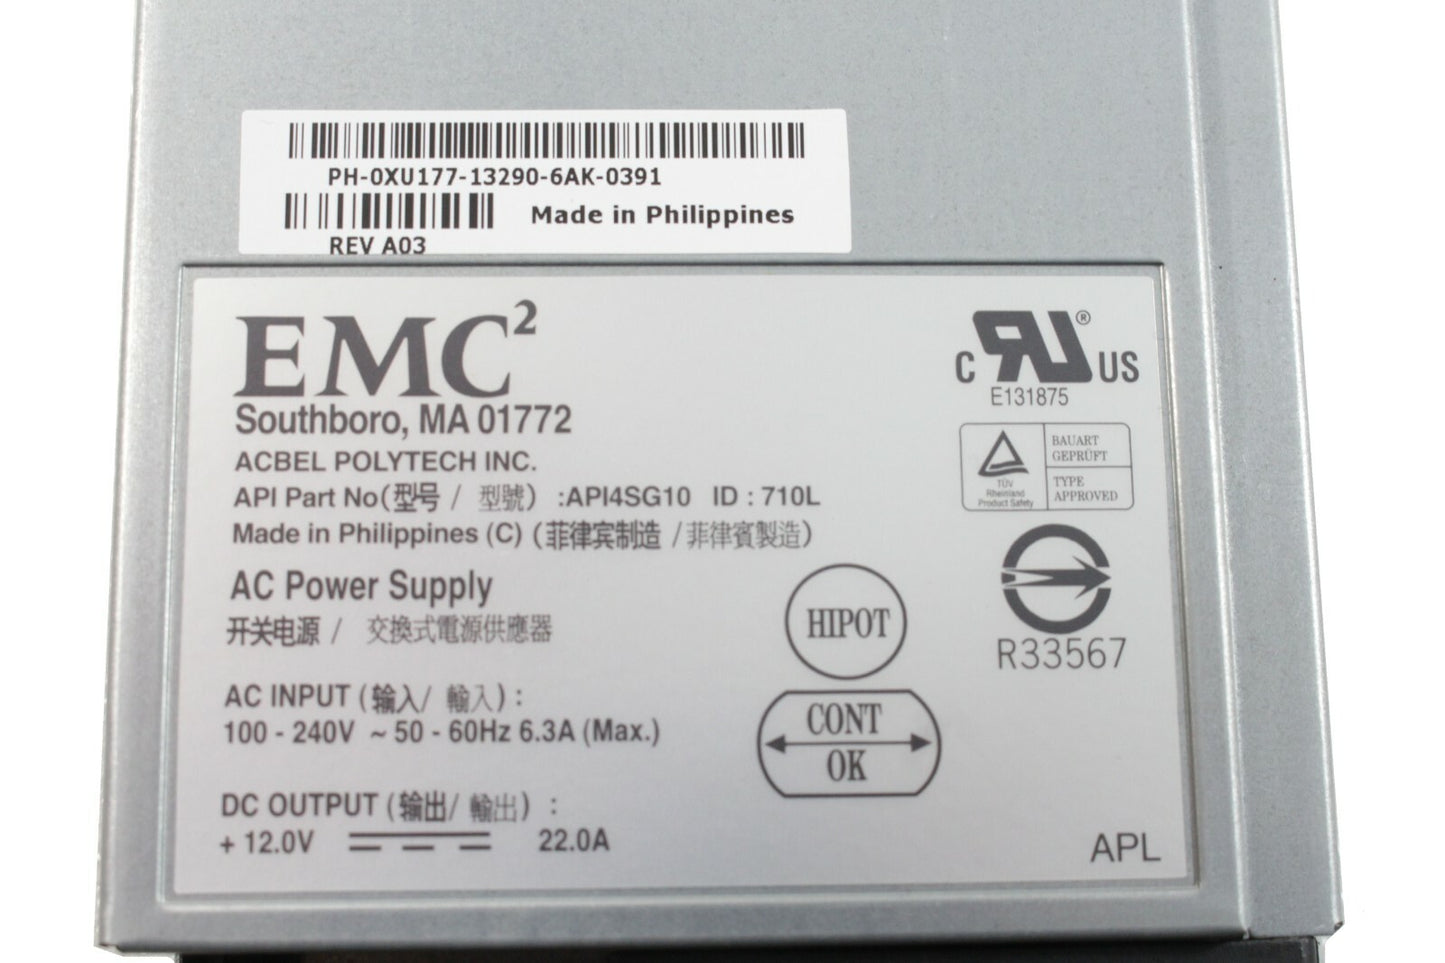 PH-0XU177-13290-6AK-0391
Made in Philippines
REV A03
EMC²
Southboro, MA 01772
ACBEL POLYTECH INC.
API Part No(型号 / 型號) :API4SG10 ID : 710L
Made in Philippines (C) (菲律宾制造 / 菲律賓製造)
AC Power Supply
开关电源 / 交換式電源供應器
AC INPUT (输入/ 輸入) :
100 - 240V ~ 50 - 60Hz 6.3A (Max.)
DC OUTPUT (输出/ 輸出) :
+ 12.0V 22.0A
HIPOT
CONT
OK
C RU® US
E131875
TÜV
Rheinland
Product Safety
BAUART
GEPRÜFT
TYPE
APPROVED
R33567
APL